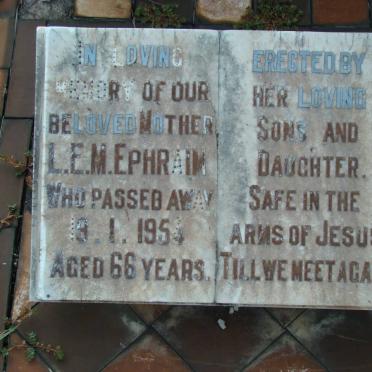 IN LOVING
MEMORY OF OUR
BELOVED MOTHER
L.E.M. EPHRAIM
WHO PASSED AWAY
.1.1954
AGED 66 YEARS.
ERECTED BY
HER LOVING
SONS AND
DAUGHTER.
SAFE IN THE
ARMS OF JESUS
TILL WE MEET AGA